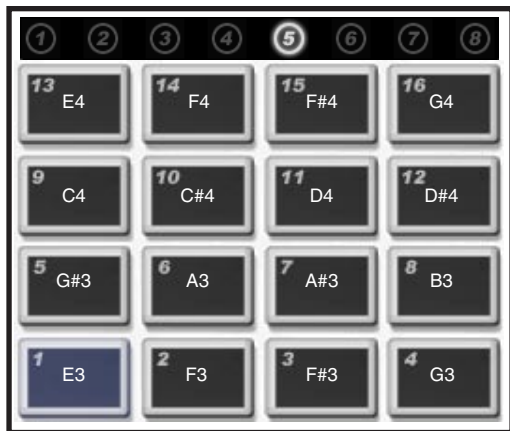 1 2 3 4 5 6 7 8
13 E4 14 F4 15 F#4 16 G4
9 C4 10 C#4 11 D4 12 D#4
5 G#3 6 A3 7 A#3 8 B3
1 E3 2 F3 3 F#3 4 G3